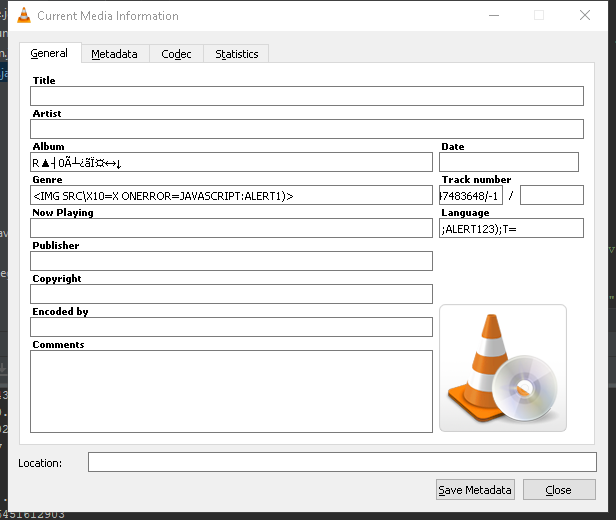 Current Media Information
General Metadata Codec Statistics
Title
Artist
Album Date
R▲┤0Ã┴¿ãÏ¤↔↓
Genre Track number
<IMG SRC\X10=X ONERROR=JAVASCRIPT:ALERT1)> 47483648/-1 /
Now Playing Language
;ALERT123);T=
Publisher
Copyright
Encoded by
Comments
Location:
Save Metadata Close
451612903